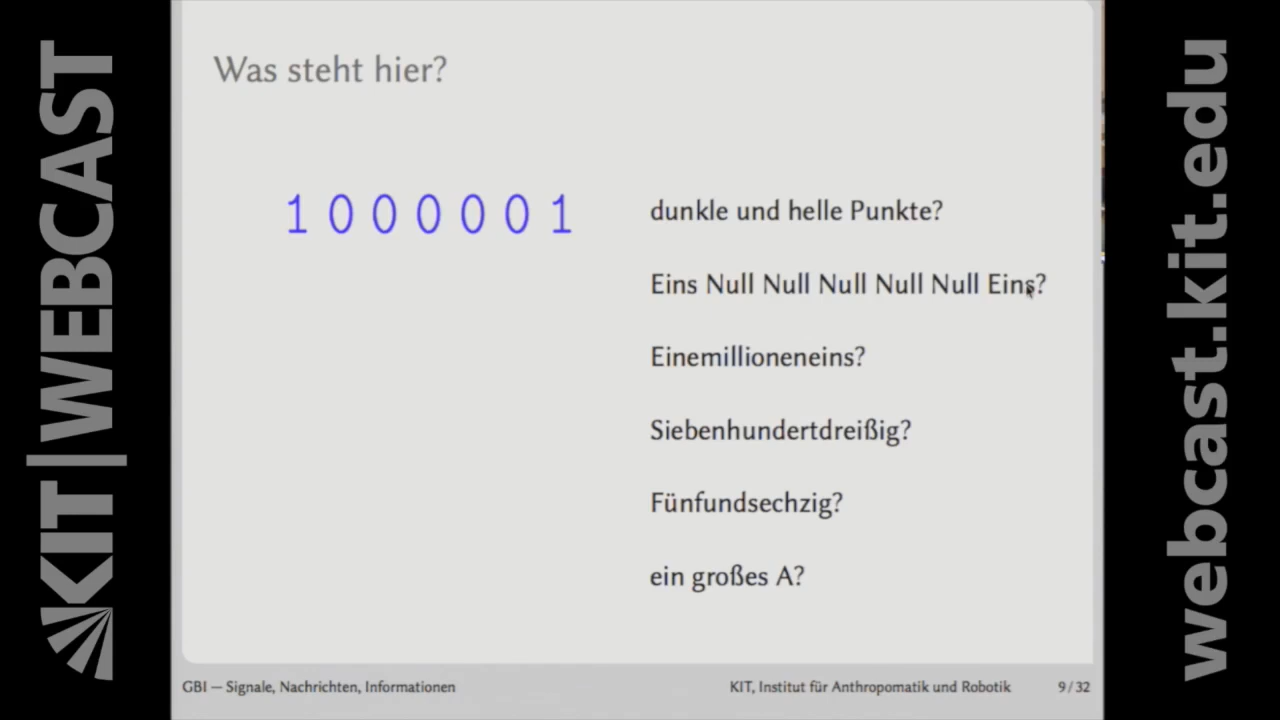 KIT|WEBCAST
Was steht hier?
1 0 0 0 0 0 1
dunkle und helle Punkte?
Eins Null Null Null Null Null Eins?
Einemillioneneins?
Siebenhundertdreißig?
Fünfundsechzig?
ein großes A?
GBI — Signale, Nachrichten, Informationen
KIT, Institut für Anthropomatik und Robotik
9/32
webcast.kit.edu